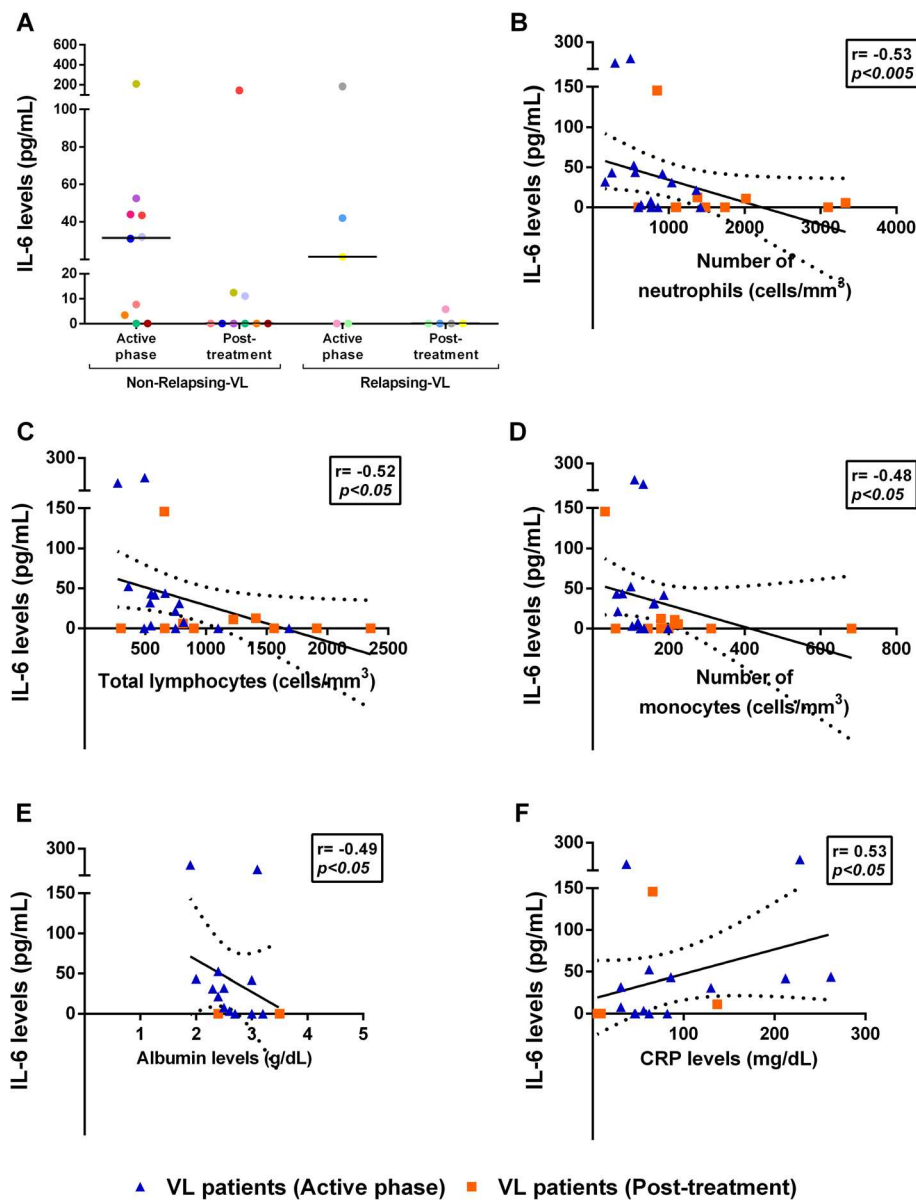 A
IL-6 levels (pg/mL)
600
400
200
100
80
60
40
20
10
0
Active
phase
Post-
treatment
Active
phase
Post-
treatment
Non-Relapsing-VL
Relapsing-VL
B
r= -0.53
p<0.005
IL-6 levels (pg/mL)
300
150
100
50
0
1000
2000
3000
4000
Number of
neutrophils (cells/mm³)
C
r= -0.52
p<0.05
IL-6 levels (pg/mL)
300
150
100
50
0
500
1000
1500
2000
2500
Total lymphocytes (cells/mm³)
D
r= -0.48
p<0.05
IL-6 levels (pg/mL)
300
150
100
50
0
200
400
600
800
Number of
monocytes (cells/mm³)
E
r= -0.49
p<0.05
IL-6 levels (pg/mL)
300
150
100
50
0
1
2
3
4
5
Albumin levels (g/dL)
F
r= 0.53
p<0.05
IL-6 levels (pg/mL)
300
150
100
50
0
100
200
300
CRP levels (mg/dL)
VL patients (Active phase)
VL patients (Post-treatment)